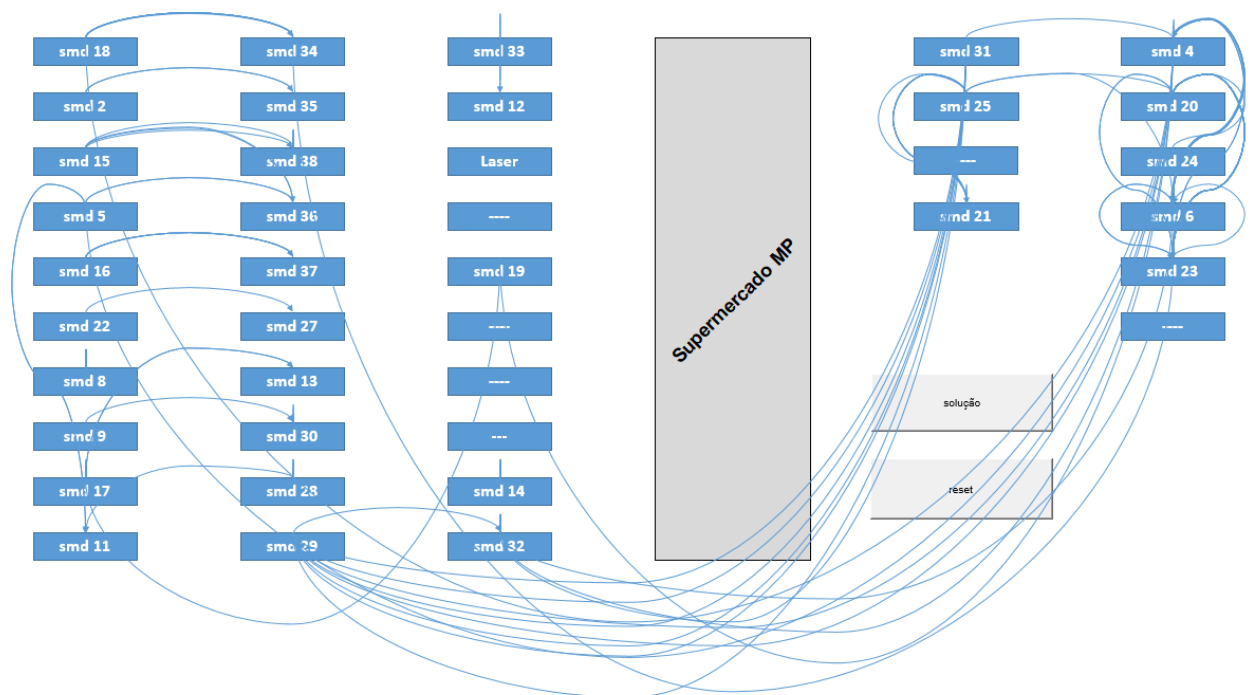 smd 18
smd 34
smd 33
smd 31
smd 4
smd 2
smd 35
smd 12
smd 25
smd 20
smd 15
smd 38
Laser
---
smd 24
smd 5
smd 36
----
smd 21
smd 6
smd 16
smd 37
smd 19
smd 23
smd 22
smd 27
----
----
smd 8
smd 13
----
smd 9
smd 30
---
smd 17
smd 28
smd 14
smd 11
smd 29
smd 32
Supermercado MP
solução
reset